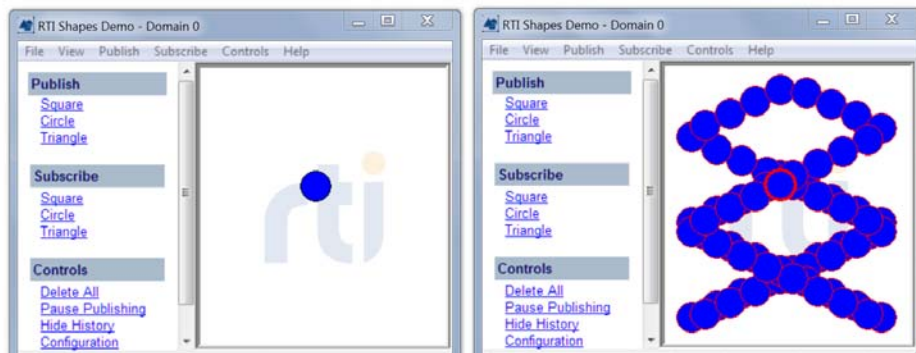 RTI Shapes Demo - Domain 0
File View Publish Subscribe Controls Help
Publish
Square
Circle
Triangle
Subscribe
Square
Circle
Triangle
Controls
Delete All
Pause Publishing
Hide History
Configuration
rti
RTI Shapes Demo - Domain 0
File View Publish Subscribe Controls Help
Publish
Square
Circle
Triangle
Subscribe
Square
Circle
Triangle
Controls
Delete All
Pause Publishing
Hide History
Configuration
rti